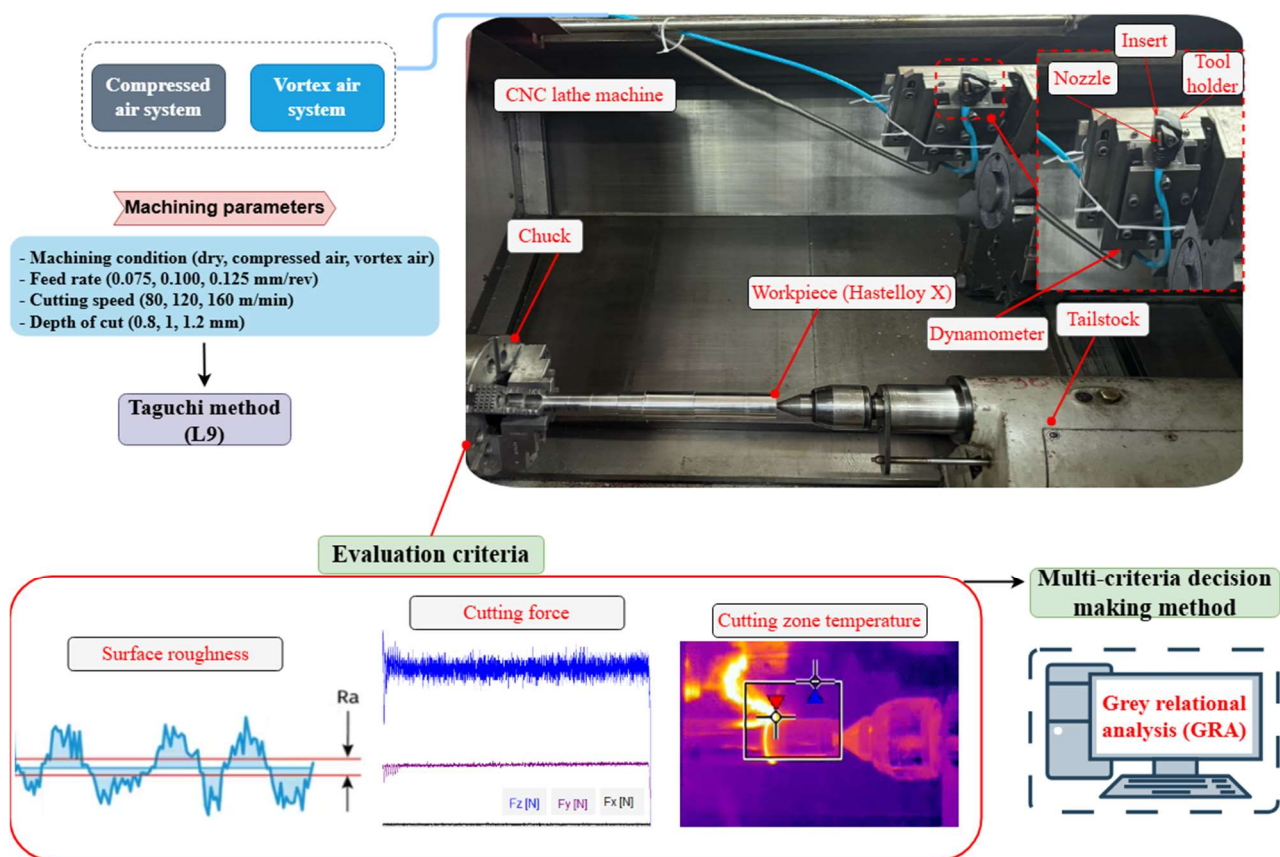 Compressed
air system
Vortex air
system
CNC lathe machine
Insert
Tool
holder
Nozzle
Machining parameters
- Machining condition (dry, compressed air, vortex air)
- Feed rate (0.075, 0.100, 0.125 mm/rev)
- Cutting speed (80, 120, 160 m/min)
- Depth of cut (0.8, 1, 1.2 mm)
Chuck
Workpiece (Hastelloy X)
Dynamometer
Tailstock
Taguchi method
(L9)
Evaluation criteria
Surface roughness
Ra
Cutting force
Fz [N]
Fy [N]
Fx [N]
Cutting zone temperature
Multi-criteria decision
making method
Grey relational
analysis (GRA)